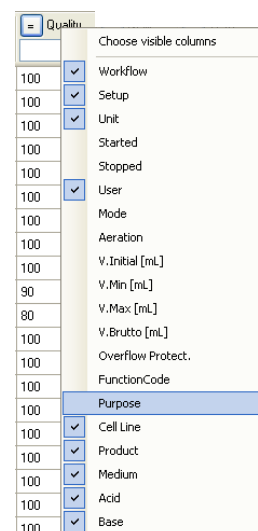 = Quality
Choose visible columns
Workflow
Setup
Unit
Started
Stopped
User
Mode
Aeration
V.Initial [mL]
V.Min [mL]
V.Max [mL]
V.Brutto [mL]
Overflow Protect.
FunctionCode
Purpose
Cell Line
Product
Medium
Acid
Base
100
100
100
100
100
100
100
100
100
90
80
100
100
100
100
100
100
100
100
100